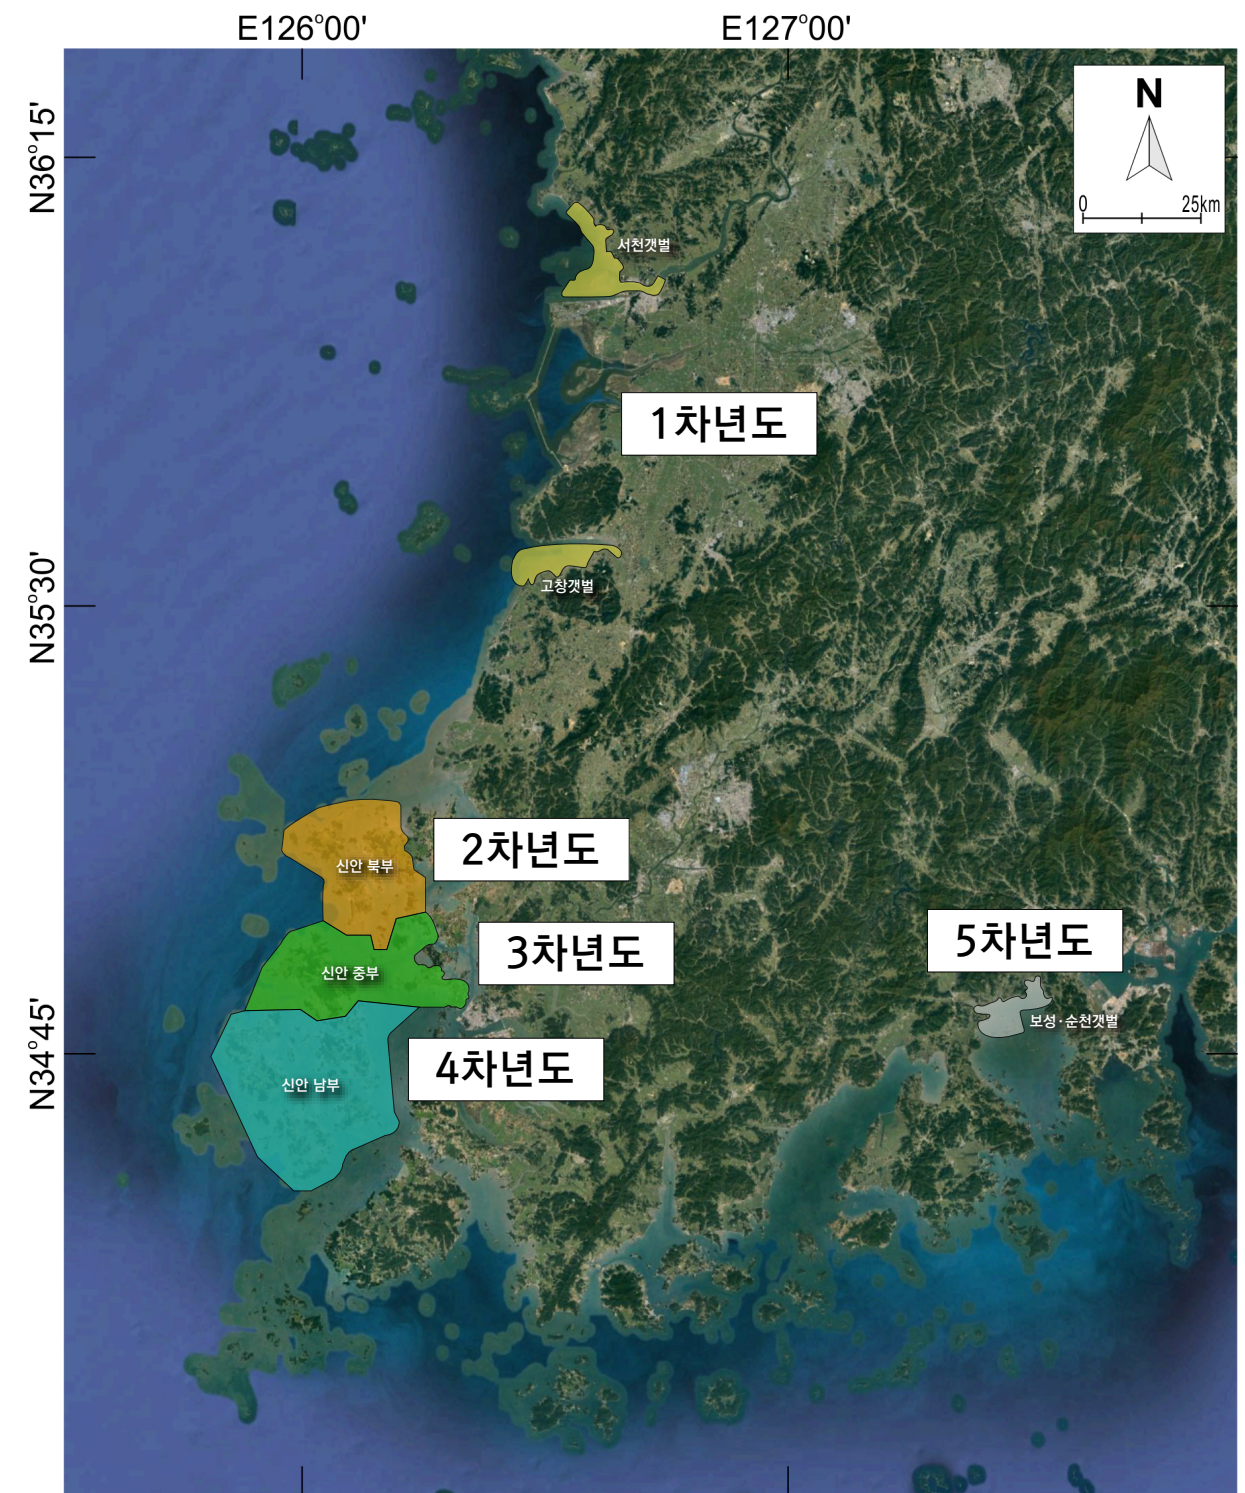 E126°00'
E127°00'
N36°15'
N
0
25km
서천갯벌
1차년도
N35°30'
고창갯벌
2차년도
신안 북부
3차년도
5차년도
신안 중부
보성·순천갯벌
N34°45'
4차년도
신안 남부